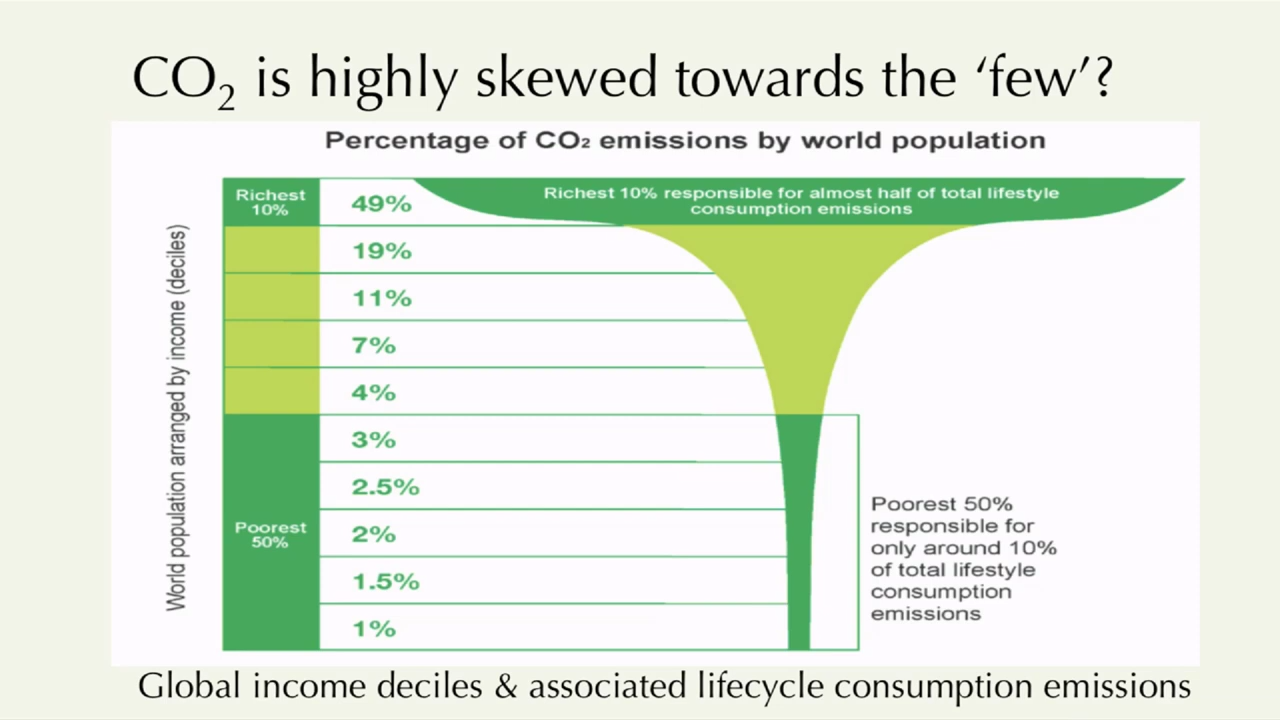 CO₂ is highly skewed towards the ‘few’?
Percentage of CO₂ emissions by world population
World population arranged by income (deciles)
Richest
10%
49%
Richest 10% responsible for almost half of total lifestyle
consumption emissions
19%
11%
7%
4%
Poorest
50%
3%
2.5%
2%
1.5%
1%
Poorest 50%
responsible for
only around 10%
of total lifestyle
consumption
emissions
Global income deciles & associated lifecycle consumption emissions